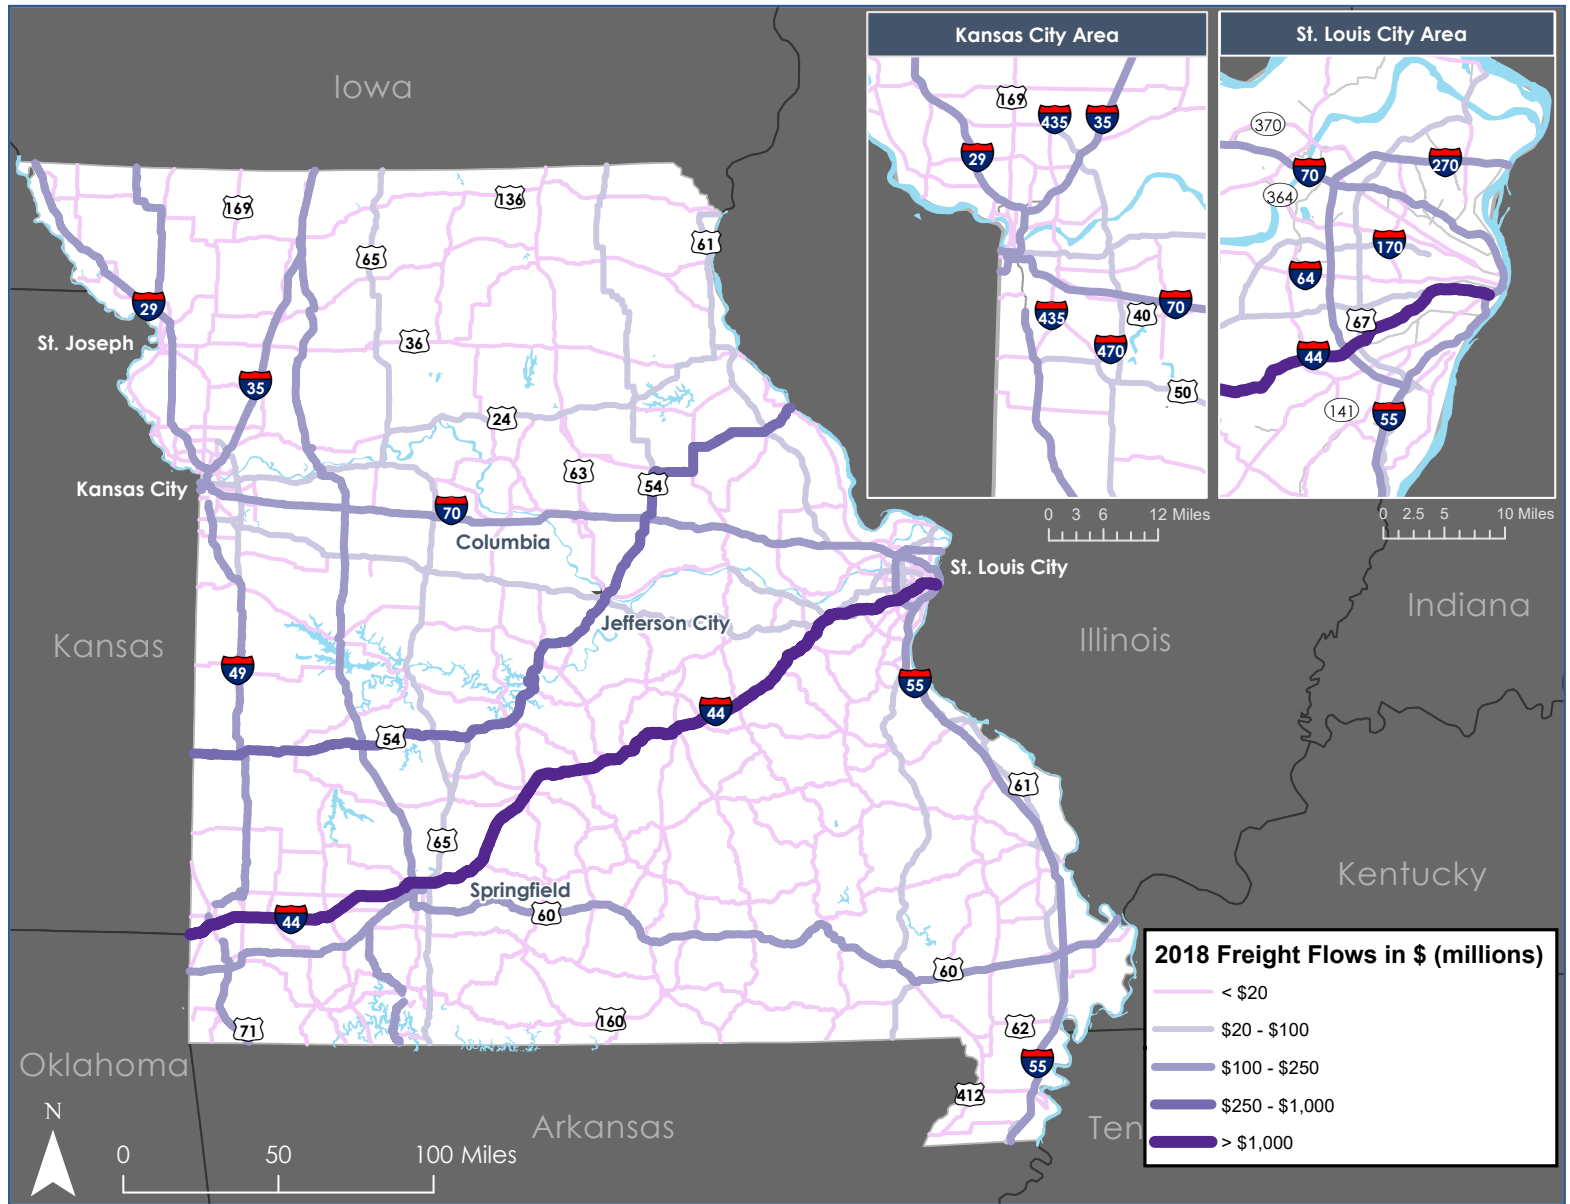 Kansas City Area
St. Louis City Area
Iowa
169
435
35
29
435
40
70
470
50
0 3 6 12 Miles
370
70
270
364
170
64
67
44
141
55
0 2.5 5 10 Miles
169
136
65
61
29
St. Joseph
36
35
24
63
54
Kansas City
70
Columbia
St. Louis City
Indiana
Jefferson City
Illinois
Kansas
49
55
44
54
61
65
Kentucky
Springfield
60
44
60
71
160
62
55
412
Oklahoma
Arkansas
Ten
N
0 50 100 Miles
2018 Freight Flows in $ (millions)
< $20
$20 - $100
$100 - $250
$250 - $1,000
> $1,000